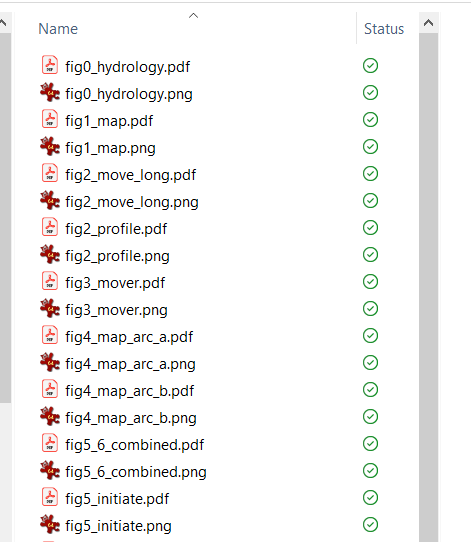 Name Status
fig0_hydrology.pdf
fig0_hydrology.png
fig1_map.pdf
fig1_map.png
fig2_move_long.pdf
fig2_move_long.png
fig2_profile.pdf
fig2_profile.png
fig3_mover.pdf
fig3_mover.png
fig4_map_arc_a.pdf
fig4_map_arc_a.png
fig4_map_arc_b.pdf
fig4_map_arc_b.png
fig5_6_combined.pdf
fig5_6_combined.png
fig5_initiate.pdf
fig5_initiate.png